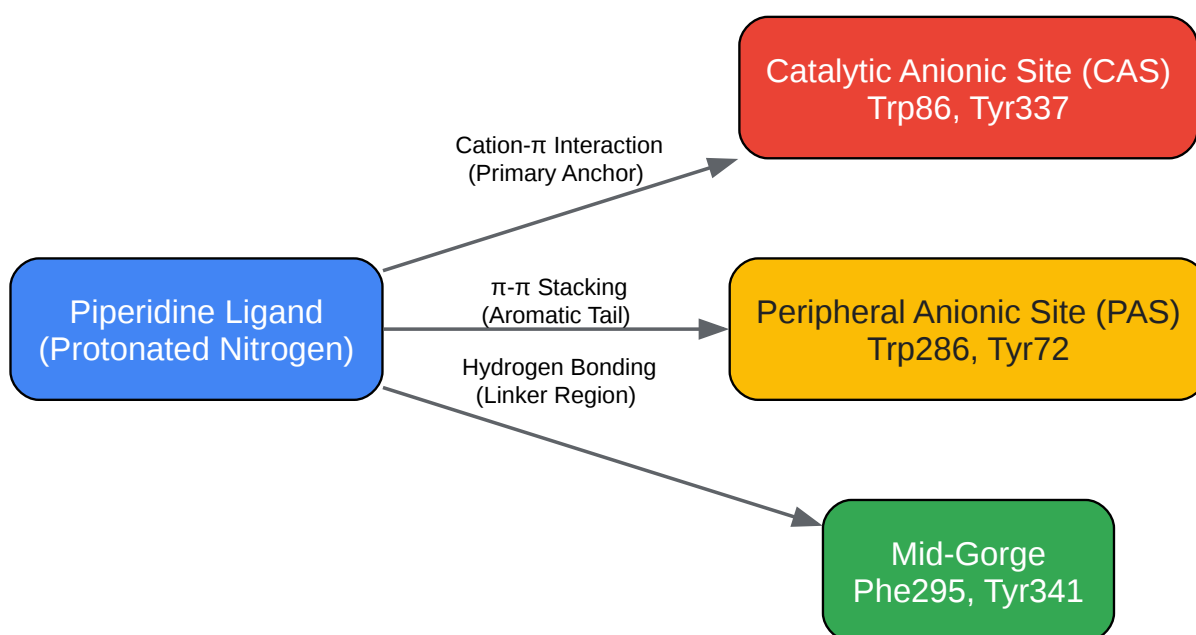 Catalytic Anionic Site (CAS)
Trp86, Tyr337
Cation-π Interaction
(Primary Anchor)
Piperidine Ligand
(Protonated Nitrogen)
π-π Stacking
(Aromatic Tail)
Peripheral Anionic Site (PAS)
Trp286, Tyr72
Hydrogen Bonding
(Linker Region)
Mid-Gorge
Phe295, Tyr341